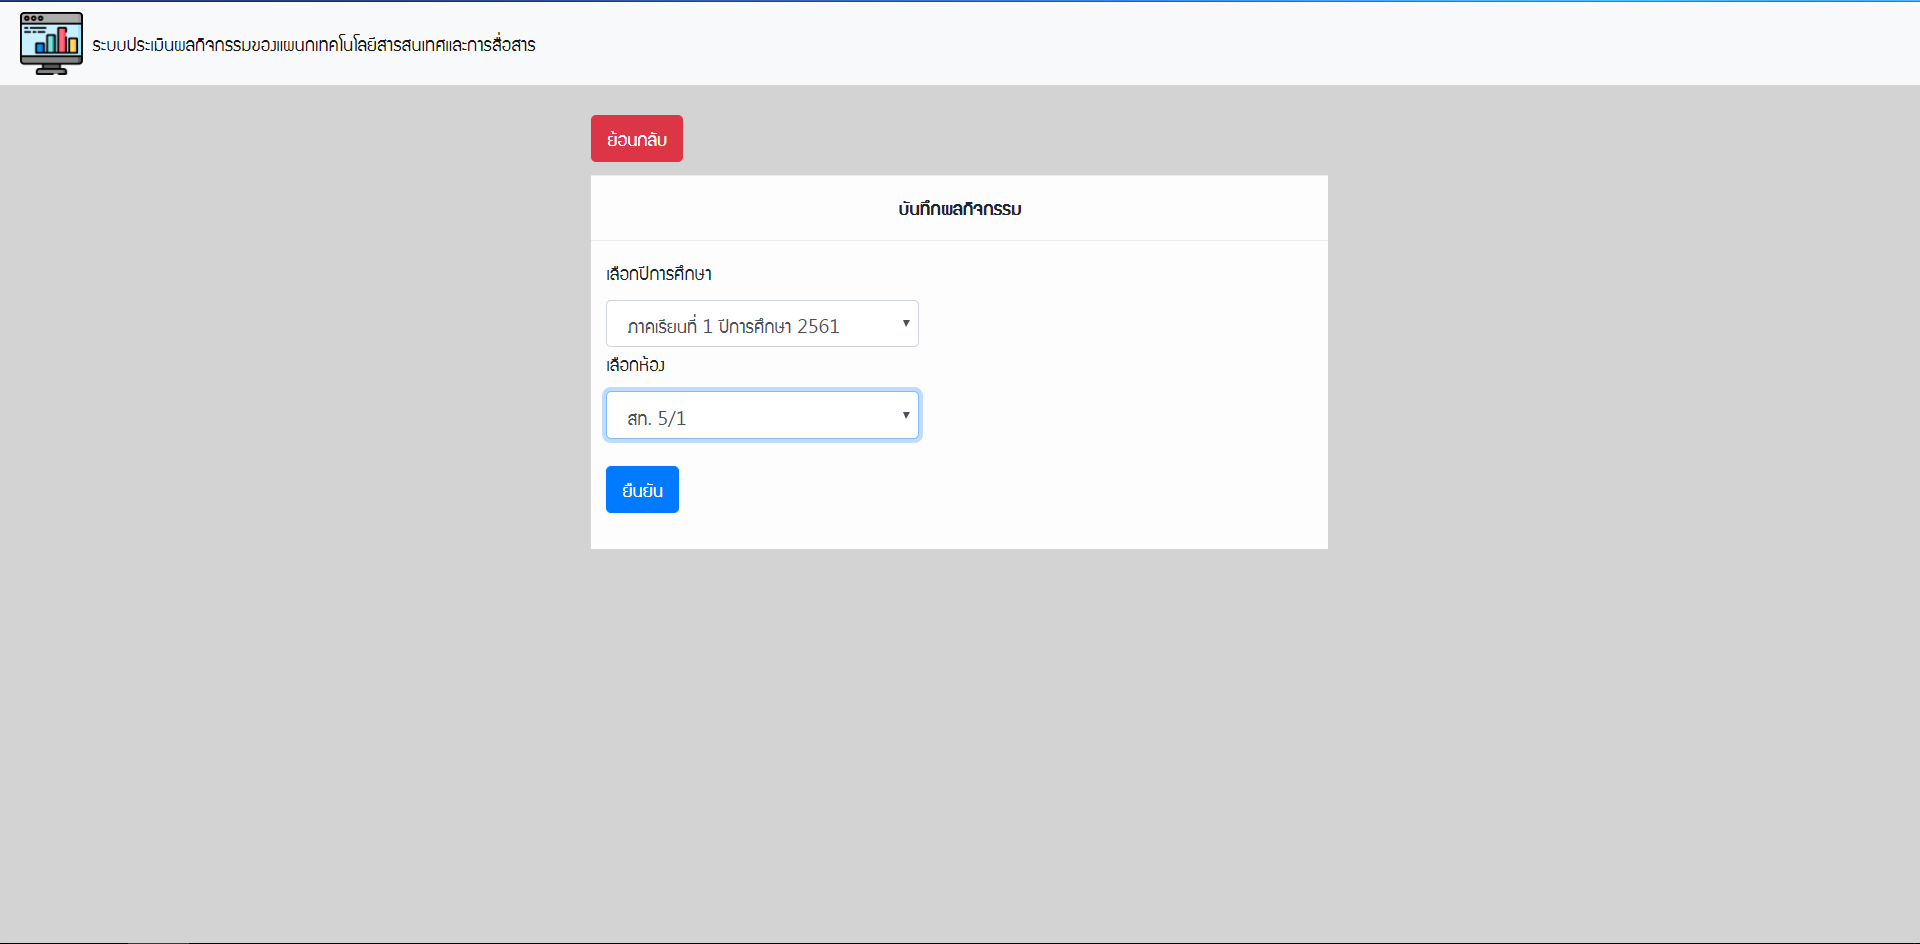 ระบบประเมินผลกิจกรรมของแผนกเทคโนโลยีสารสนเทศและการสื่อสาร
ย้อนกลับ
บันทึกผลกิจกรรม
เลือกปีการศึกษา
ภาคเรียนที่ 1 ปีการศึกษา 2561
เลือกห้อง
สท. 5/1
ยืนยัน